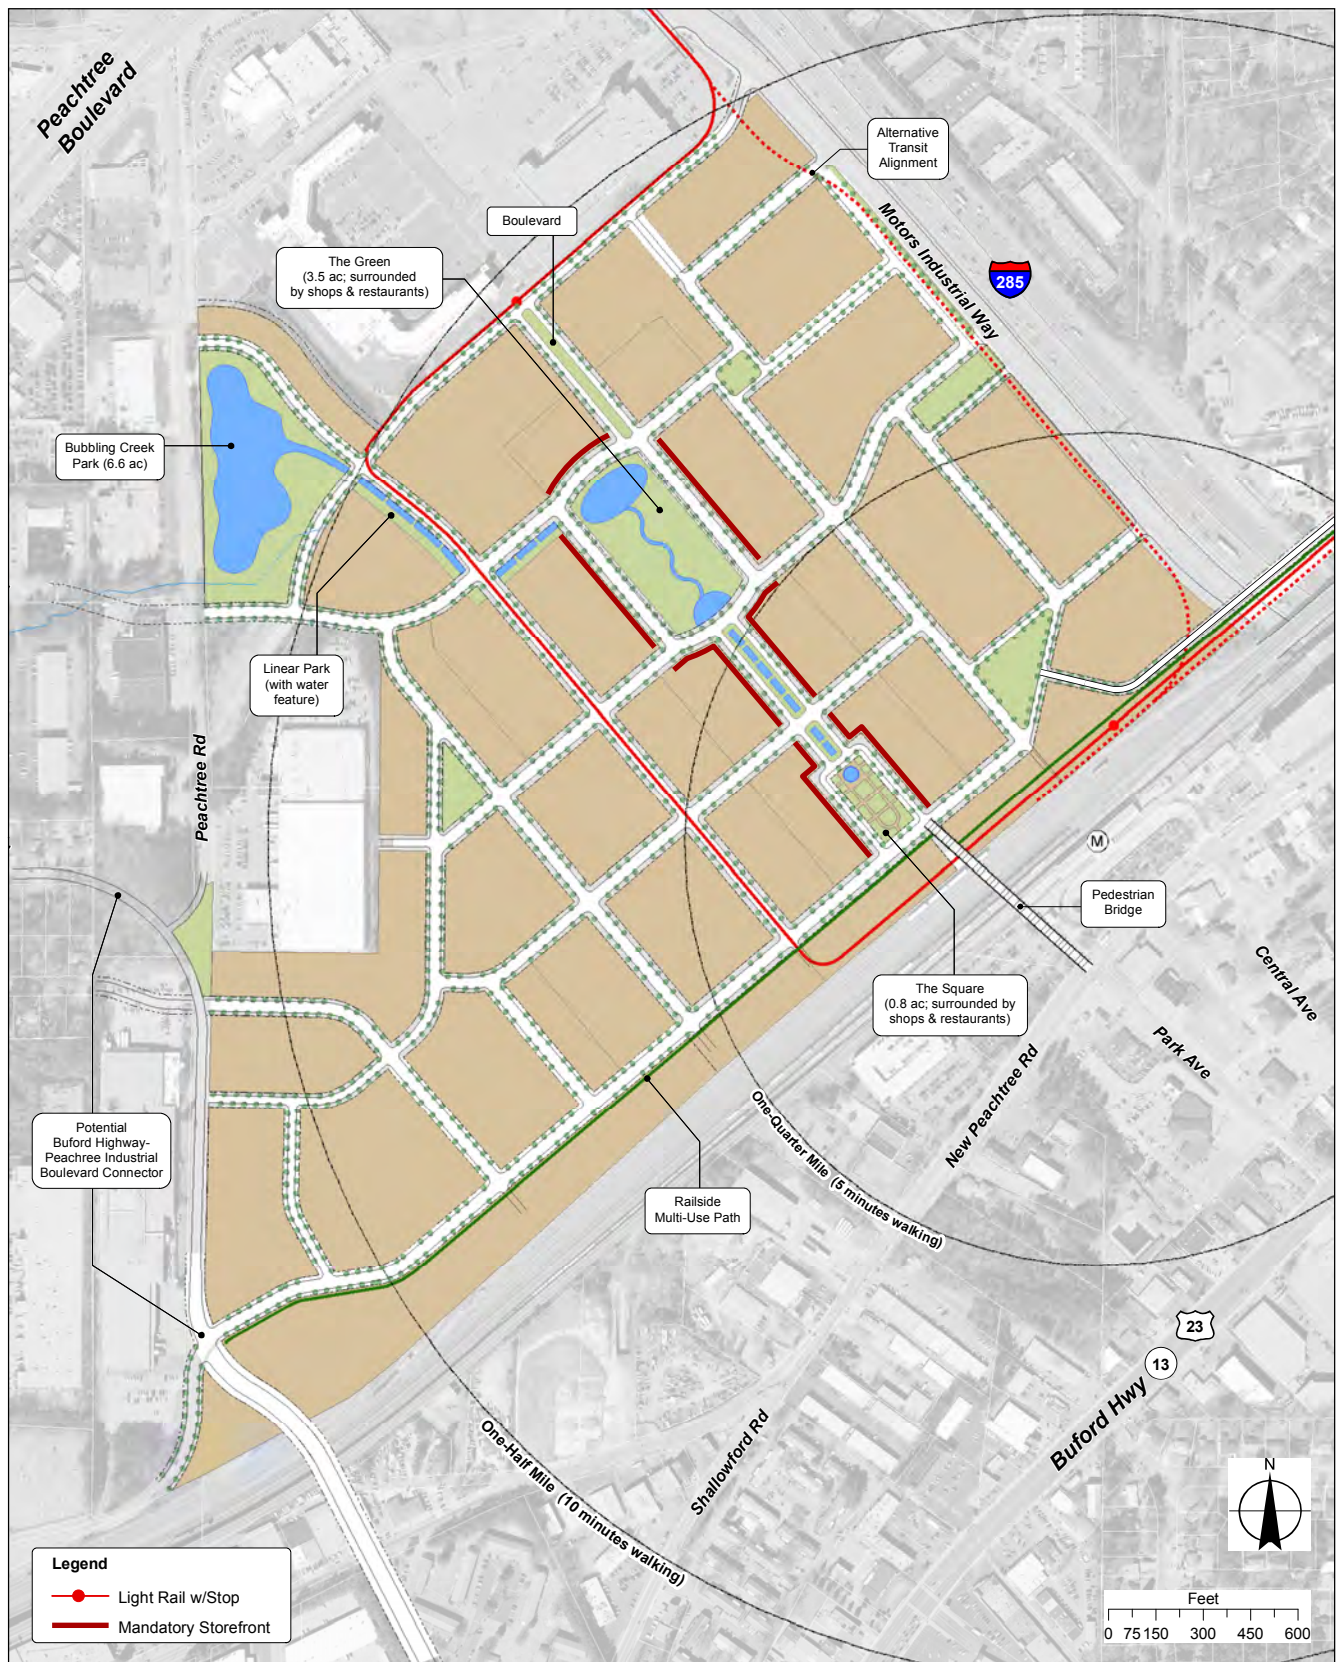 Peachtree
Boulevard
Alternative
Transit
Alignment
Boulevard
Motors Industrial Way
The Green
(3.5 ac; surrounded
by shops & restaurants)
285
Bubbling Creek
Park (6.6 ac)
Linear Park
(with water
feature)
Peachtree Rd
M
Pedestrian
Bridge
Central Ave
The Square
(0.8 ac; surrounded by
shops & restaurants)
Park Ave
New Peachtree Rd
One-Quarter Mile (5 minutes walking)
Potential
Buford Highway-
Peachree Industrial
Boulevard Connector
Railside
Multi-Use Path
23
13
Buford Hwy
Shallowford Rd
One-Half Mile (10 minutes walking)
N
Legend
Light Rail w/Stop
Mandatory Storefront
Feet
0 75 150 300 450 600